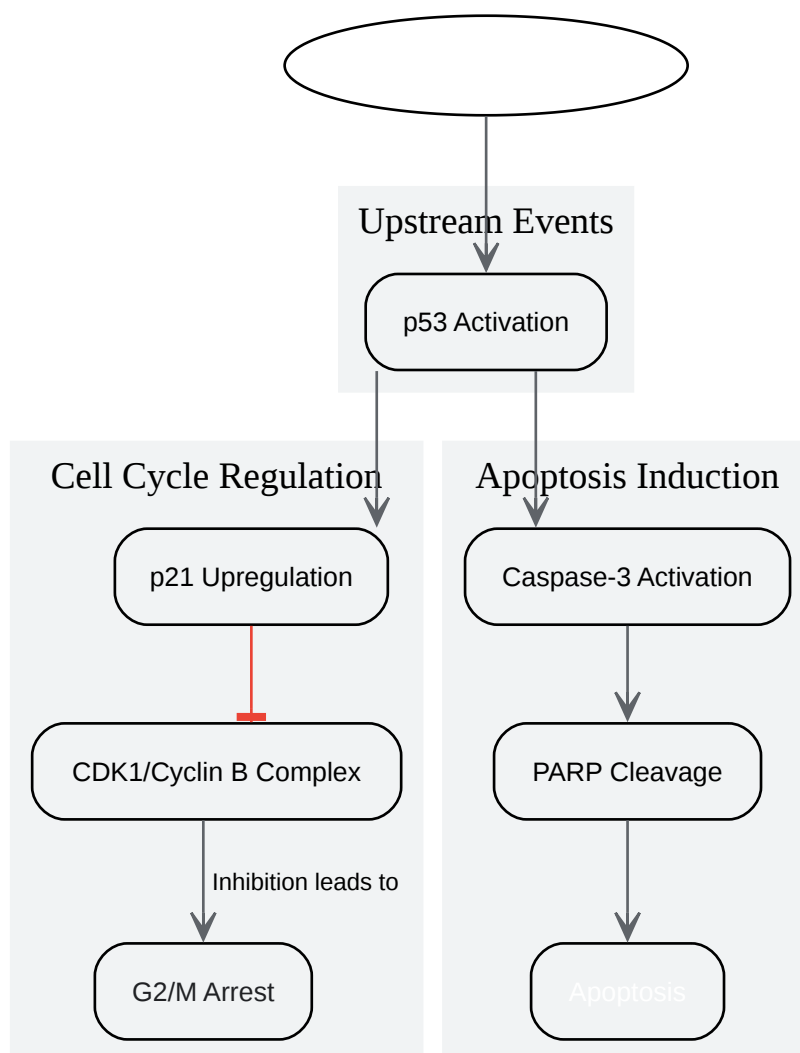 Upstream Events
p53 Activation
Cell Cycle Regulation
Apoptosis Induction
p21 Upregulation
Caspase-3 Activation
CDK1/Cyclin B Complex
PARP Cleavage
Inhibition leads to
G2/M Arrest
Apoptosis